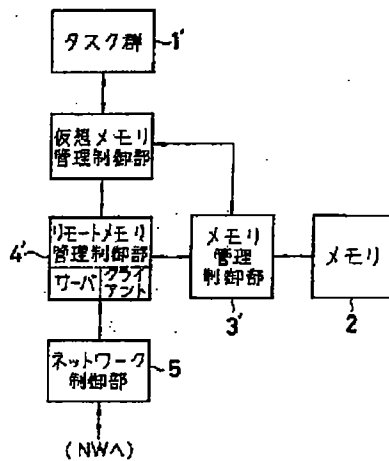 タスク群
1'
仮想メモリ
管理制御部
リモートメモリ
管理制御部
サーバ
クライ
アント
4'
メモリ
管理
制御部
3'
メモリ
2
ネットワーク
制御部
5
(NWへ)